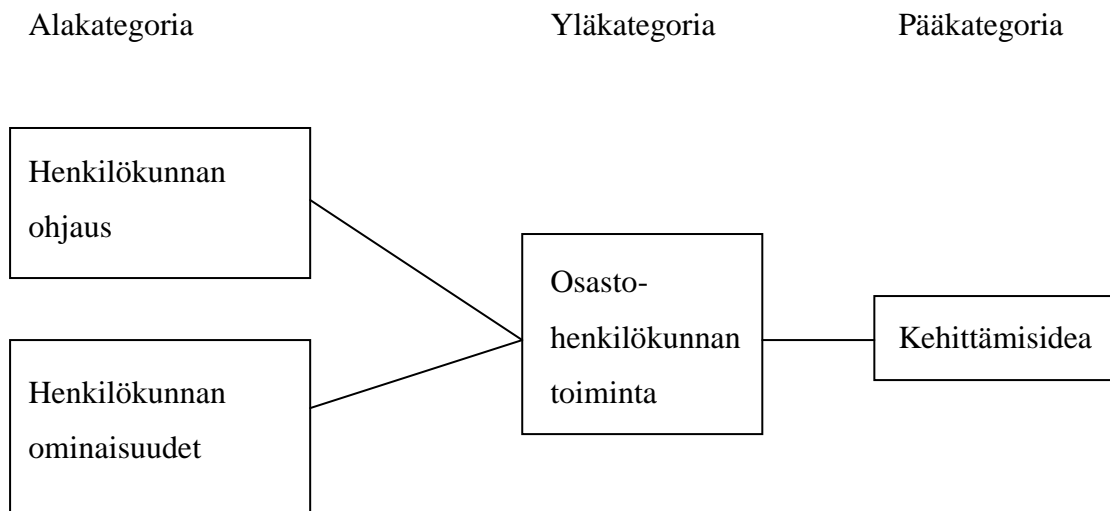 Alakategoria Yläkategoria Pääkategoria
Henkilökunnan
ohjaus
Henkilökunnan
ominaisuudet
Osasto-
henkilökunnan
toiminta
Kehittämisidea